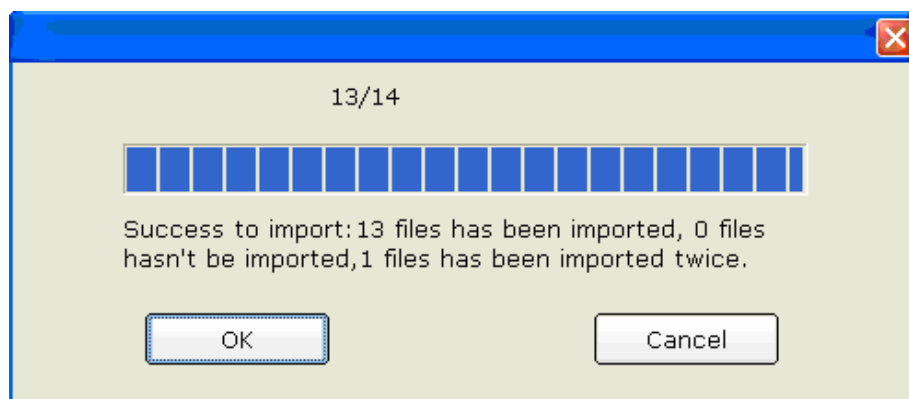 13/14
Success to import:13 files has been imported, 0 files
hasn't be imported,1 files has been imported twice.
OK
Cancel